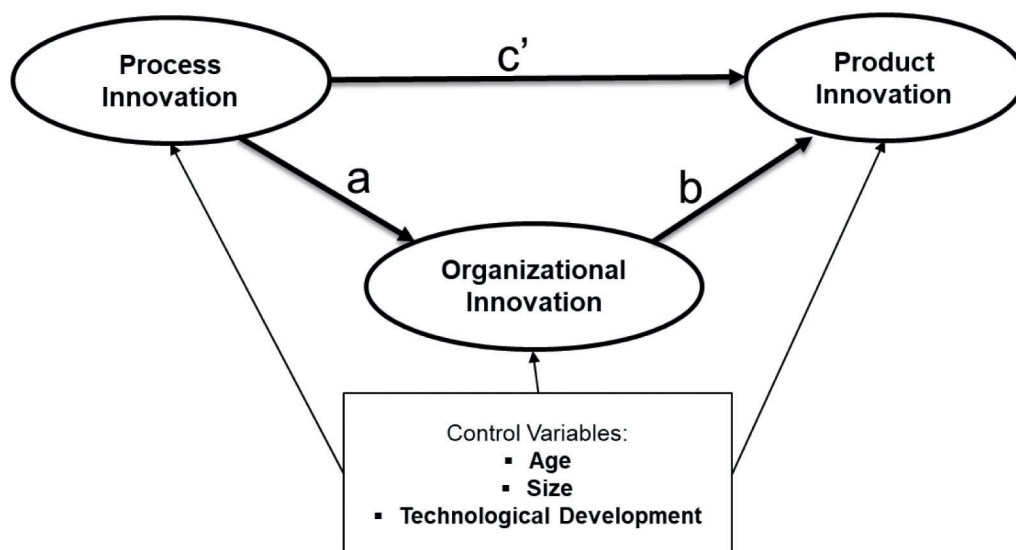 Process
Innovation
c’
Product
Innovation
a
b
Organizational
Innovation
Control Variables:
▪ Age
▪ Size
▪ Technological Development